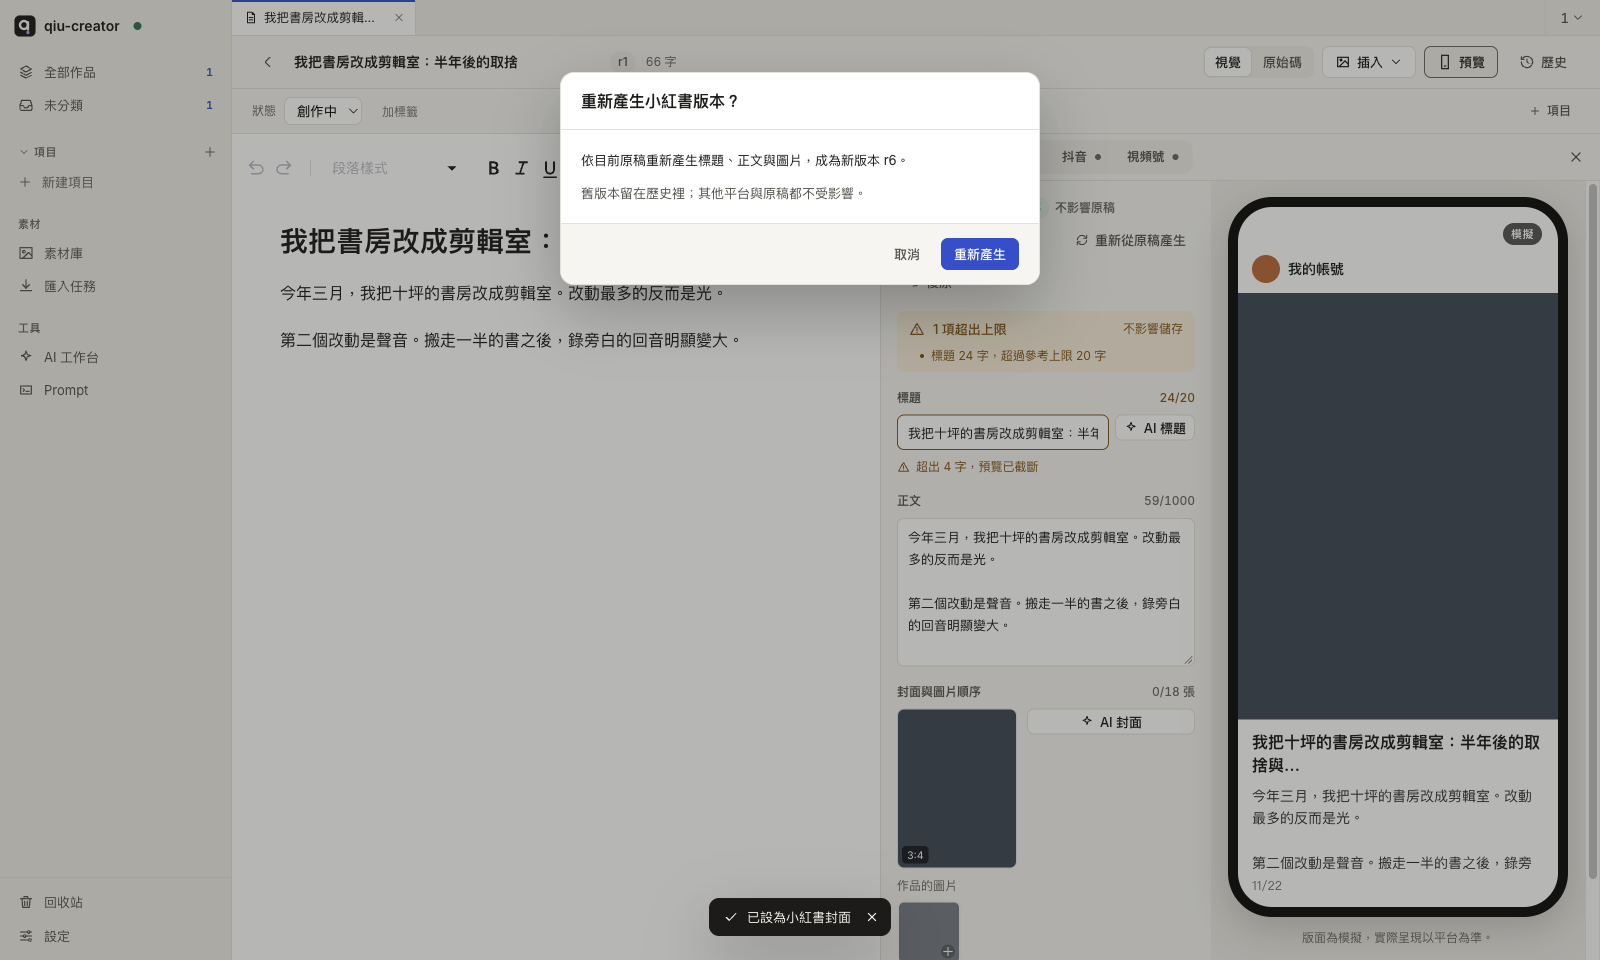 qiu-creator
全部作品 1
未分類 1
項目
新建項目
素材
素材庫
匯入任務
工具
AI 工作台
Prompt
回收站
設定
我把書房改成剪輯...
1
我把書房改成剪輯室：半年後的取捨
r1 66 字
視覺 原始碼 插入 預覽 歷史
狀態 創作中 加標籤
項目
段落樣式
B I U
我把書房改成剪輯室：
今年三月，我把十坪的書房改成剪輯室。改動最多的反而是光。
第二個改動是聲音。搬走一半的書之後，錄旁白的回音明顯變大。
重新產生小紅書版本？
依目前原稿重新產生標題、正文與圖片，成為新版本 r6。
舊版本留在歷史裡；其他平台與原稿都不受影響。
取消 重新產生
抖音 視頻號
不影響原稿
重新從原稿產生
1 項超出上限 不影響儲存
標題 24 字，超過參考上限 20 字
標題 24/20
我把十坪的書房改成剪輯室：半年
AI 標題
超出 4 字，預覽已截斷
正文 59/1000
今年三月，我把十坪的書房改成剪輯室。改動最
多的反而是光。
第二個改動是聲音。搬走一半的書之後，錄旁白
的回音明顯變大。
封面與圖片順序 0/18 張
3:4
AI 封面
作品的圖片
已設為小紅書封面
模擬
我的帳號
我把十坪的書房改成剪輯室：半年後的取
捨與...
今年三月，我把十坪的書房改成剪輯室。改動
最多的反而是光。
第二個改動是聲音。搬走一半的書之後，錄旁
11/22
版面為模擬，實際呈現以平台為準。